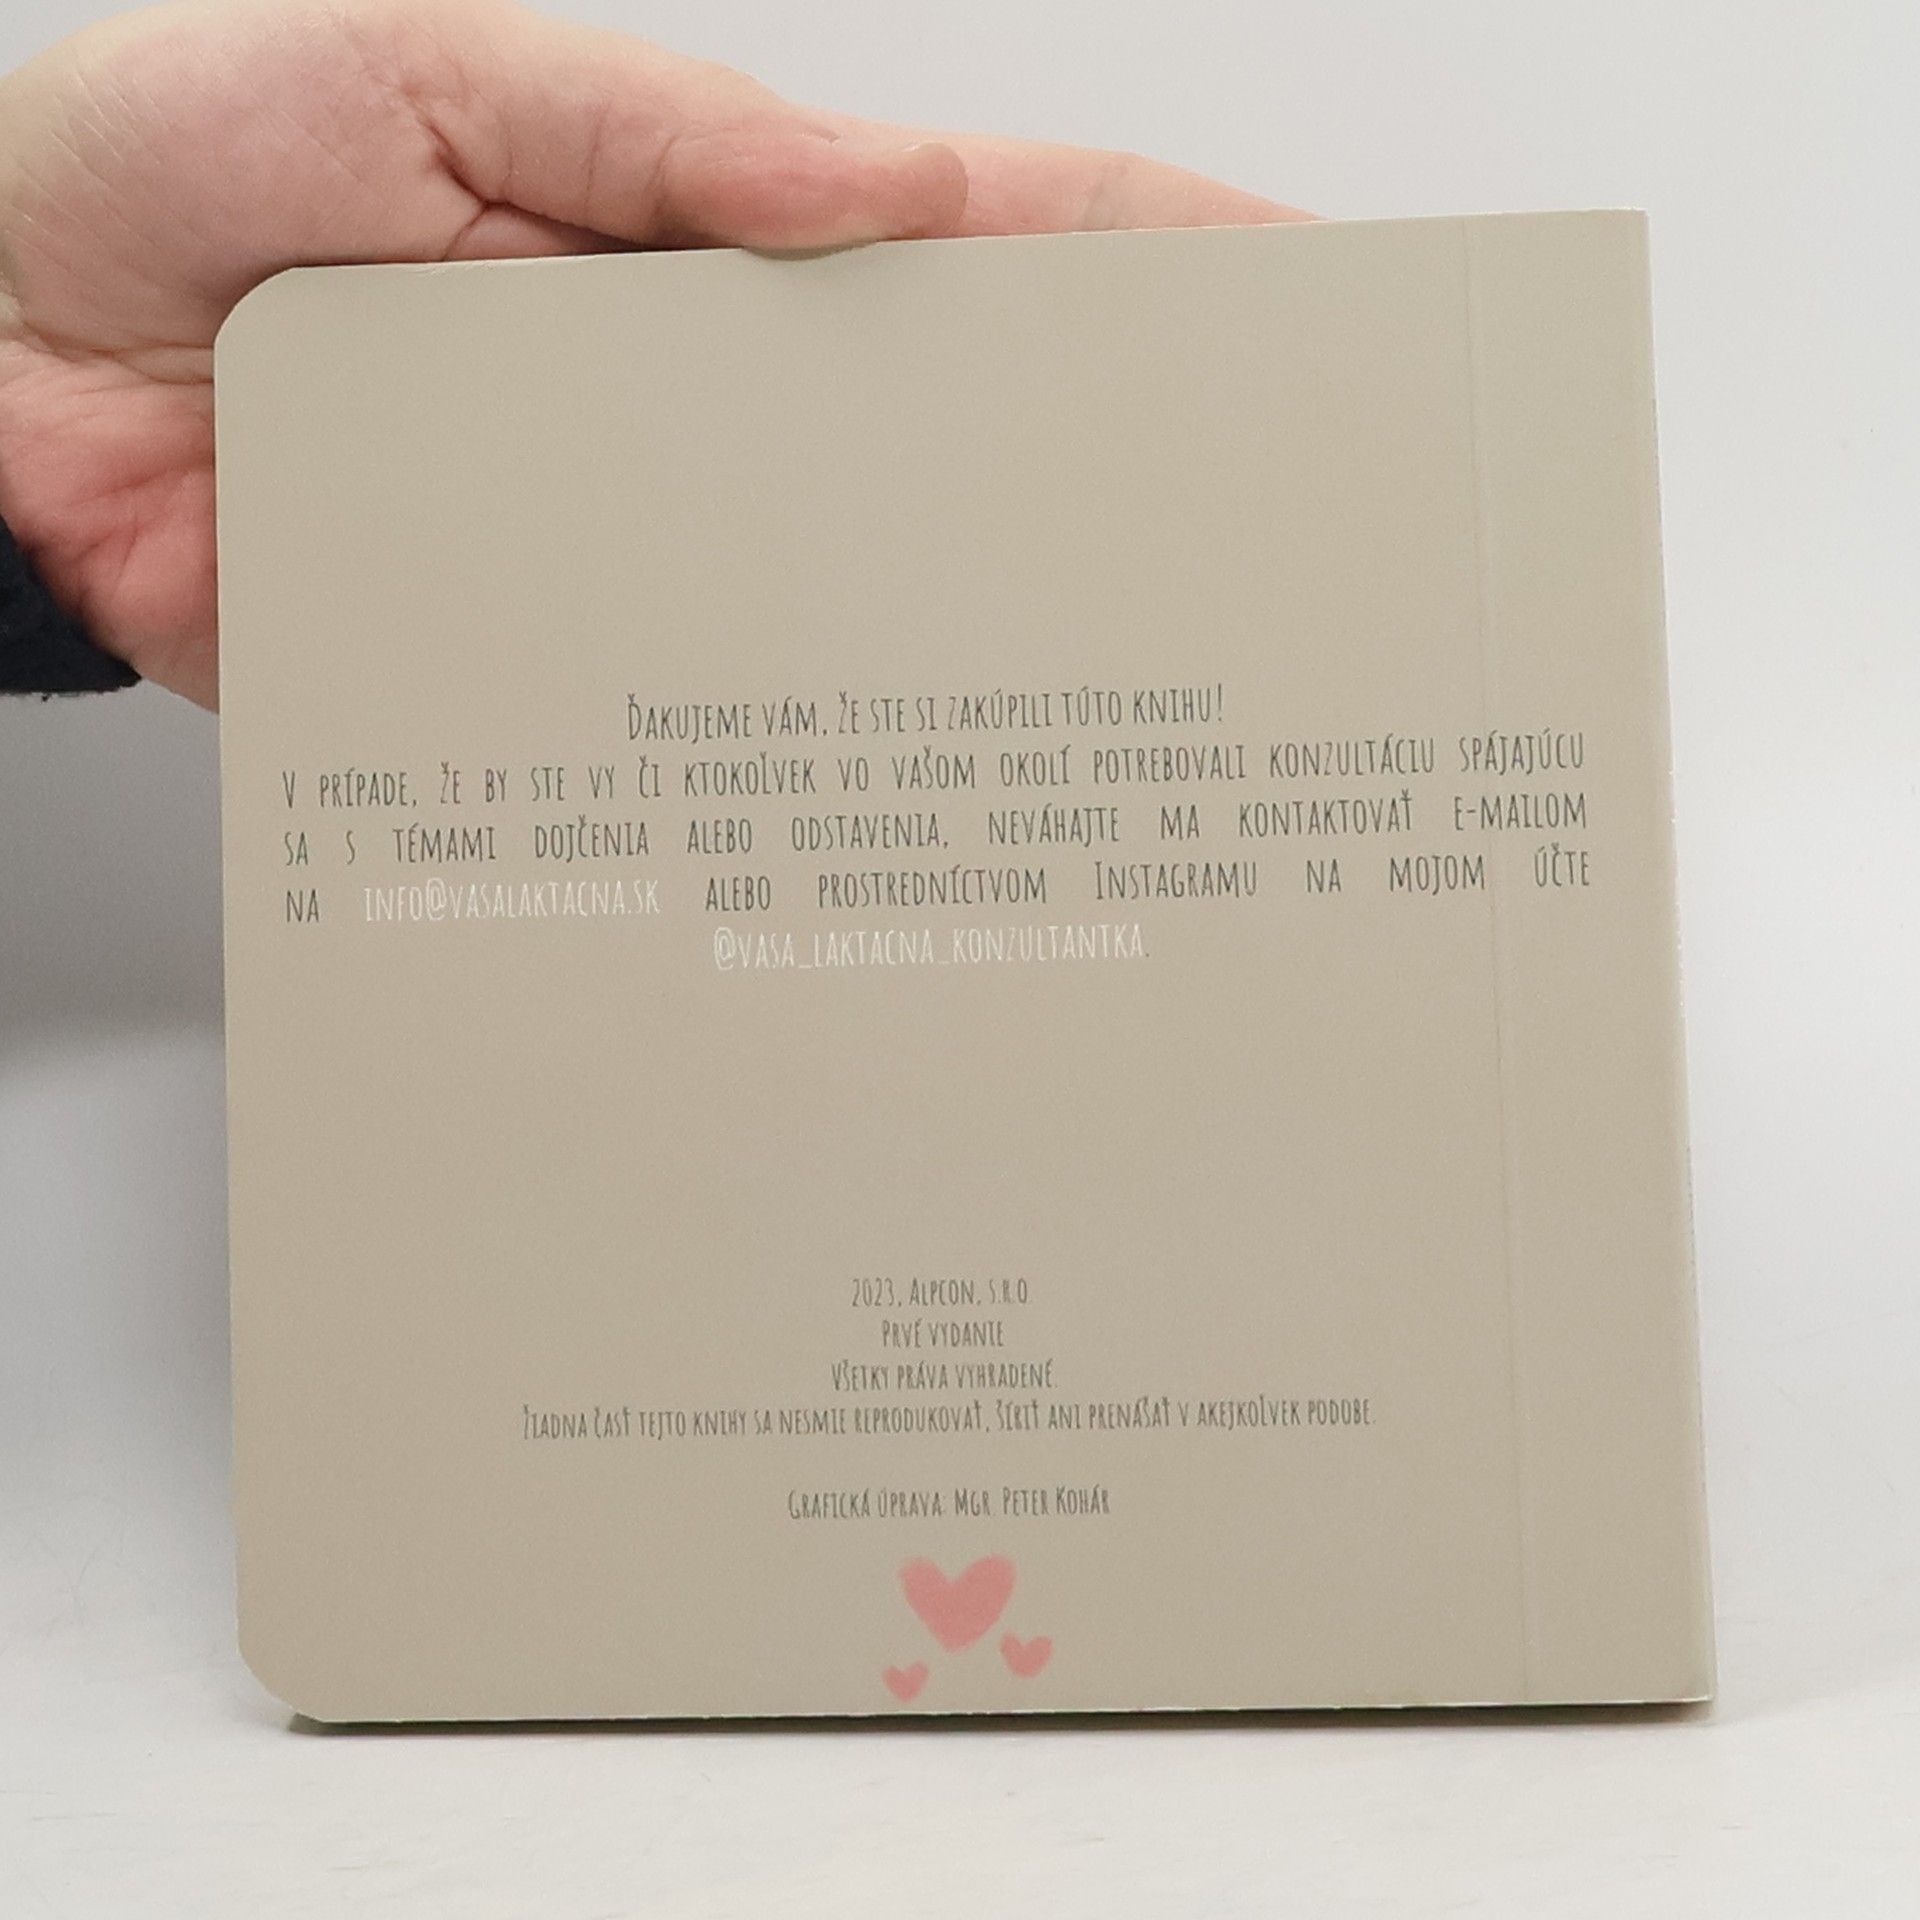 Ďakujeme vám, že ste si zakúpili túto knihu!
V prípade, že by ste vy či ktokoľvek vo vašom okolí potrebovali konzultáciu spájajúcu
sa s témami dojčenia alebo odstavenia, neváhajte ma kontaktovať e-mailom
na info@vasalaktacna.sk alebo prostredníctvom Instagramu na mojom účte
@vasa_laktacna_konzultantka.
2023, Alpcon, s.r.o.
Prvé vydanie
Všetky práva vyhradené.
Žiadna časť tejto knihy sa nesmie reprodukovať, šíriť ani prenášať v akejkoľvek podobe.
Grafická úprava: Mgr. Peter Kohár